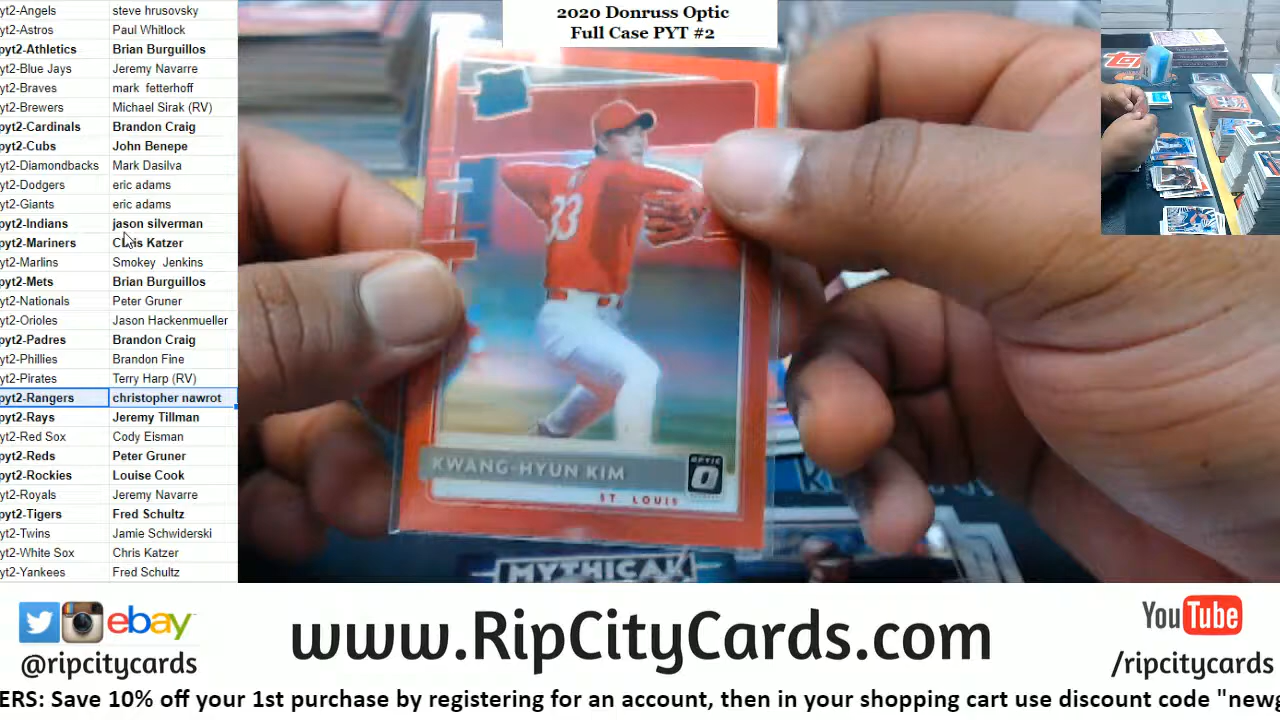 yt2-Angels steve hrusovsky
yt2-Astros Paul Whitlock
pyt2-Athletics Brian Burguillos
yt2-Blue Jays Jeremy Navarre
yt2-Braves mark fetterhoff
yt2-Brewers Michael Sirak (RV)
pyt2-Cardinals Brandon Craig
pyt2-Cubs John Benepe
yt2-Diamondbacks Mark Dasilva
yt2-Dodgers eric adams
yt2-Giants eric adams
pyt2-Indians jason silverman
pyt2-Mariners Chris Katzer
yt2-Marlins Smokey Jenkins
pyt2-Mets Brian Burguillos
yt2-Nationals Peter Gruner
yt2-Orioles Jason Hackenmueller
pyt2-Padres Brandon Craig
yt2-Phillies Brandon Fine
yt2-Pirates Terry Harp (RV)
pyt2-Rangers christopher nawrot
pyt2-Rays Jeremy Tillman
yt2-Red Sox Cody Eisman
pyt2-Reds Peter Gruner
pyt2-Rockies Louise Cook
yt2-Royals Jeremy Navarre
pyt2-Tigers Fred Schultz
yt2-Twins Jamie Schwiderski
yt2-White Sox Chris Katzer
yt2-Yankees Fred Schultz
2020 Donruss Optic
Full Case PYT #2
33
KWANG-HYUN KIM
OPTIC
ST. LOUIS
MYTHICAL
ebay
@ripcitycards
www.RipCityCards.com
YouTube
/ripcitycards
ERS: Save 10% off your 1st purchase by registering for an account, then in your shopping cart use discount code "newg